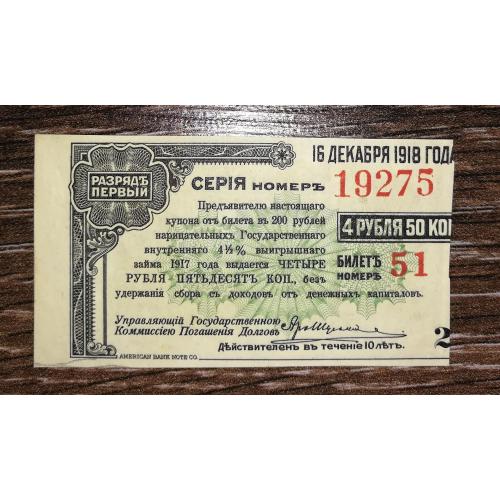 16 ДЕКАБРЯ 1918 ГОДА
РАЗРЯДЪ
ПЕРВЫЙ
СЕРІЯ НОМЕРЪ 19275
Предъявителю настоящаго
купона отъ билета въ 200 рублей
нарицательныхъ Государственнаго
внутренняго 4½% выигрышнаго
займа 1917 года выдается ЧЕТЫРЕ
РУБЛЯ ПЯТЬДЕСЯТЪ КОП., безъ
удержанія сбора съ доходовъ отъ денежныхъ капиталовъ.
4 РУБЛЯ 50 КОП
БИЛЕТЪ
НОМЕРЪ 51
Управляющій Государственною
Коммиссіею Погашенія Долговъ
Дѣйствителенъ въ теченіе 10 лѣтъ.
AMERICAN BANK NOTE CO.
2